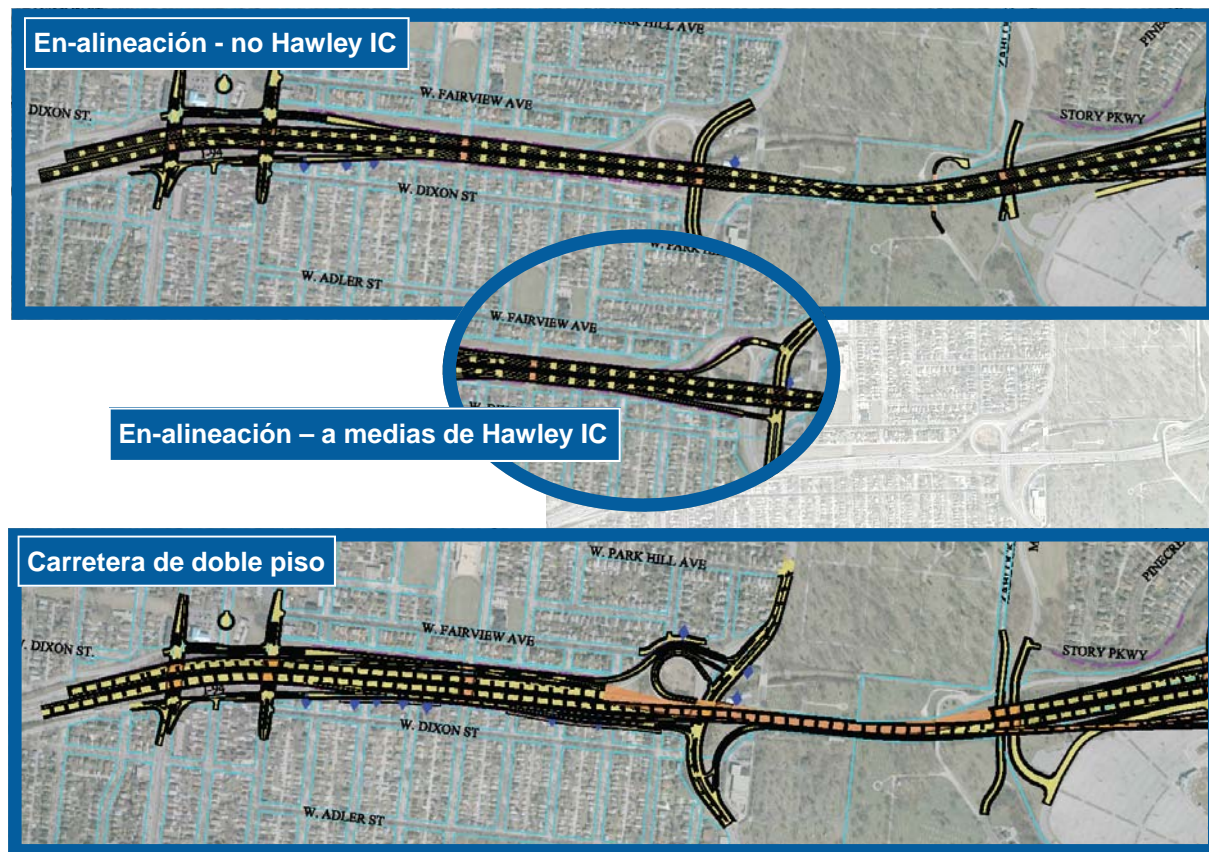 En-alineación - no Hawley IC
PARK HILL AVE
DIXON ST.
W. FAIRVIEW AVE
STORY PKWY
W. DIXON ST
W. ADLER ST
W. PARK HIL
W. FAIRVIEW AVE
En-alineación – a medias de Hawley IC
Carretera de doble piso
W. PARK HILL AVE
W. FAIRVIEW AVE
. DIXON ST.
STORY PKWY
W. DIXON ST
W. ADLER ST